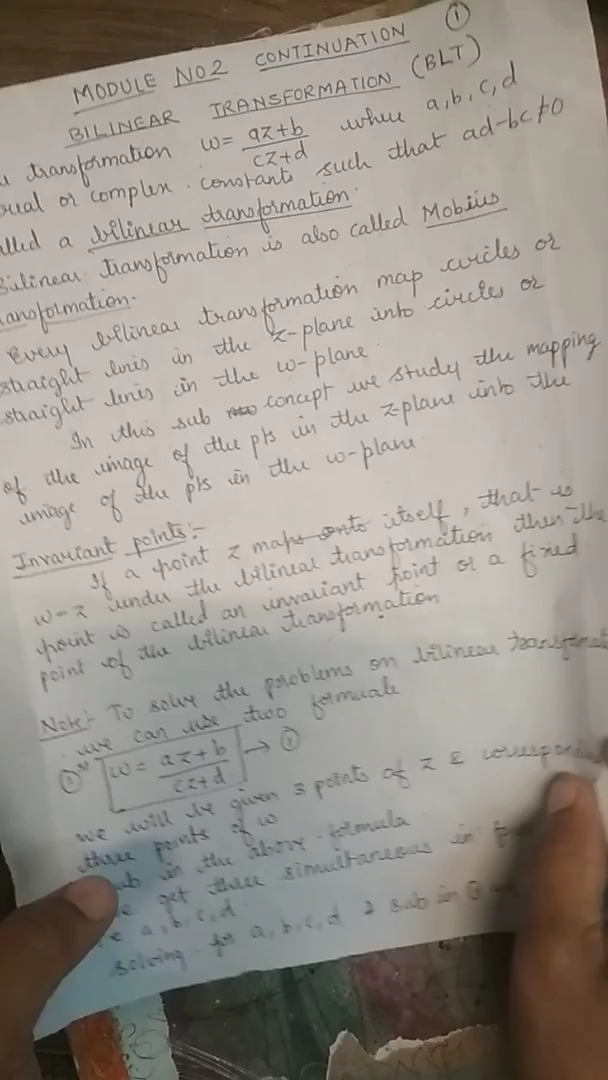 ①
MODULE NO2 CONTINUATION
BILINEAR TRANSFORMATION (BLT)
transformation w = az+b / cz+d where a, b, c, d
real or complex constants such that ad-bc≠0
lled a bilinear transformation.
Bilinear transformation is also called Mobius
ansformation.
Every bilinear transformation map circles or
straight lines in the z-plane into circles or
straight lines in the w-plane.
In this sub concept we study the mapping
of the image of the pts in the z plane into the
image of the pts in the w-plane.
Invariant points:-
If a point z maps onto itself, that is
w=z under the bilinear transformation then the
point is called an invariant point or a fixed
point of the bilinear transformation
Note:- To solve the problems on bilinear transformat
we can use two formuale
①st w = az+b / cz+d → ①
we will be given 3 points of z & correspond
three points of w
sub in the above formula
get three simultaneous in
a, b, c, d
solving for a, b, c, d & sub in ①